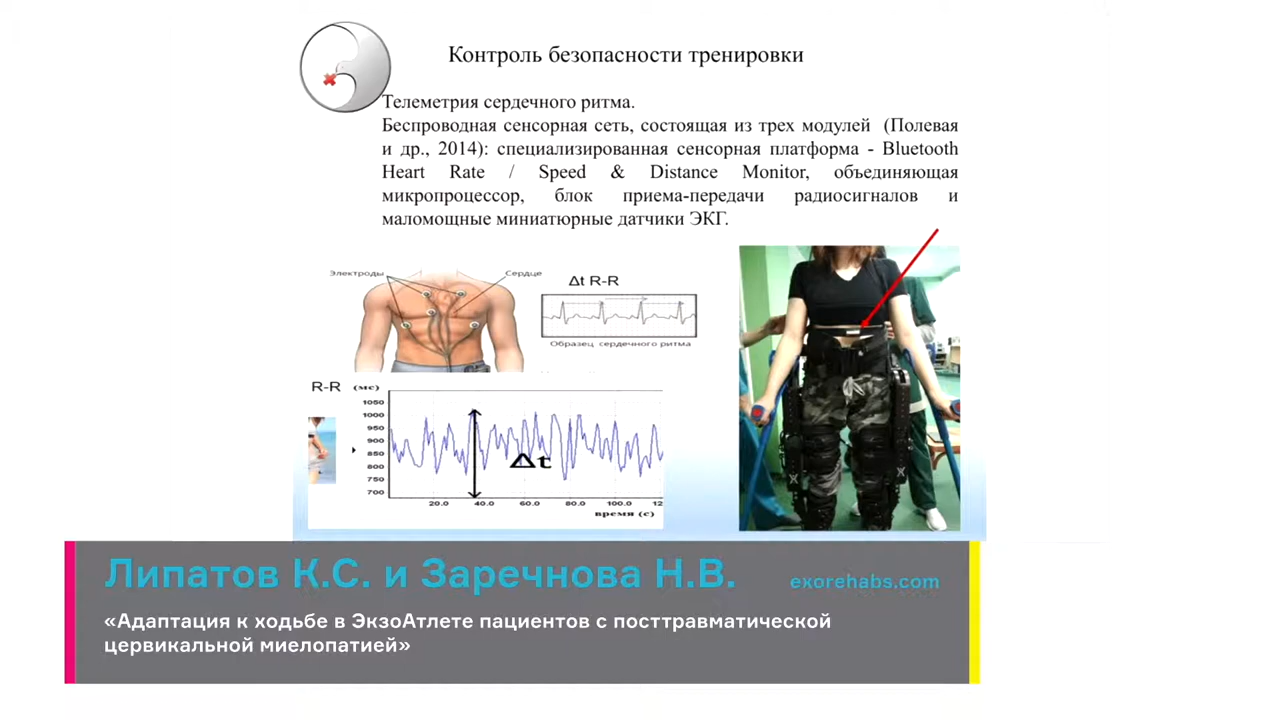 Контроль безопасности тренировки
Телеметрия сердечного ритма.
Беспроводная сенсорная сеть, состоящая из трех модулей (Полевая
и др., 2014): специализированная сенсорная платформа - Bluetooth
Heart Rate / Speed & Distance Monitor, объединяющая
микропроцессор, блок приема-передачи радиосигналов и
маломощные миниатюрные датчики ЭКГ.
Электроды
Сердце
Δt R-R
Образец сердечного ритма
R-R (мс)
1050
1000
950
900
850
800
750
700
Δt
20.0 40.0 60.0 80.0 100.0 12
время (с)
Липатов К.С. и Заречнова Н.В.
exorehabs.com
«Адаптация к ходьбе в ЭкзоАтлете пациентов с посттравматической
цервикальной миелопатией»